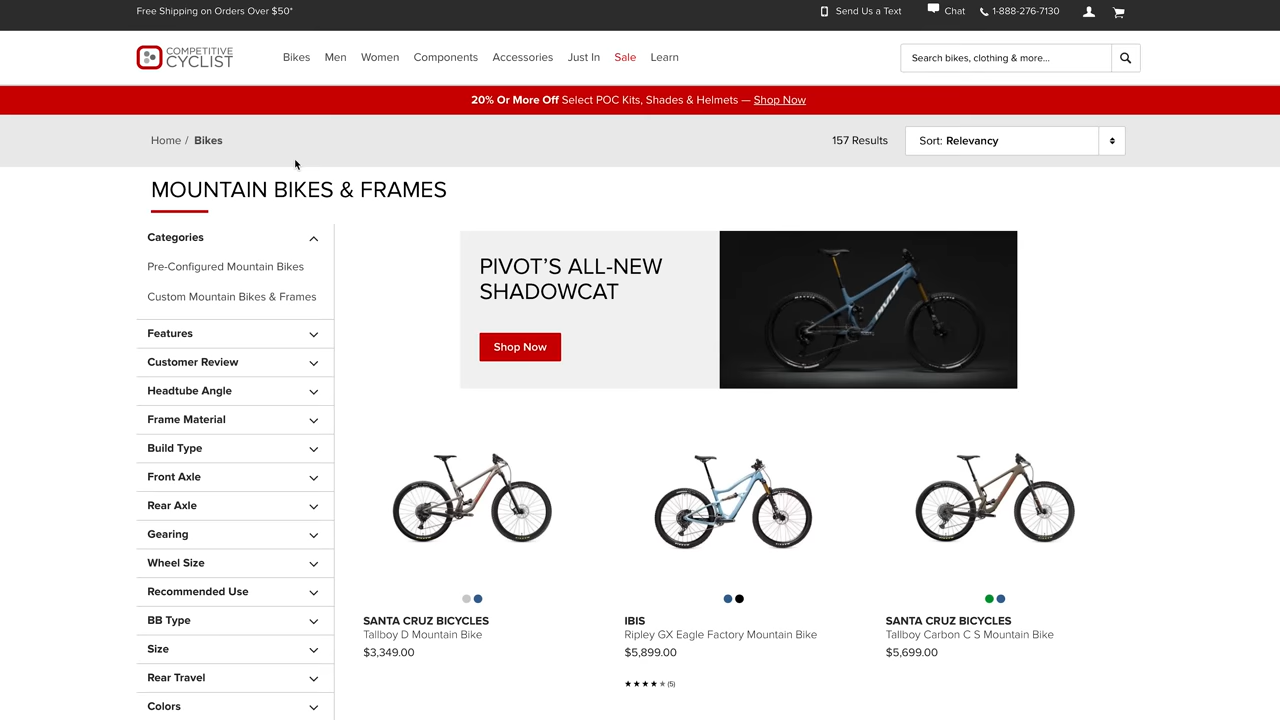 Free Shipping on Orders Over $50*
Send Us a Text
Chat
1-888-276-7130
COMPETITIVE
CYCLIST
Bikes
Men
Women
Components
Accessories
Just In
Sale
Learn
Search bikes, clothing & more...
20% Or More Off Select POC Kits, Shades & Helmets — Shop Now
Home / Bikes
157 Results
Sort: Relevancy
MOUNTAIN BIKES & FRAMES
Categories
Pre-Configured Mountain Bikes
Custom Mountain Bikes & Frames
Features
Customer Review
Headtube Angle
Frame Material
Build Type
Front Axle
Rear Axle
Gearing
Wheel Size
Recommended Use
BB Type
Size
Rear Travel
Colors
PIVOT'S ALL-NEW
SHADOWCAT
Shop Now
PIVOT
SANTA CRUZ BICYCLES
Tallboy D Mountain Bike
$3,349.00
IBIS
Ripley GX Eagle Factory Mountain Bike
$5,899.00
(5)
SANTA CRUZ BICYCLES
Tallboy Carbon C S Mountain Bike
$5,699.00